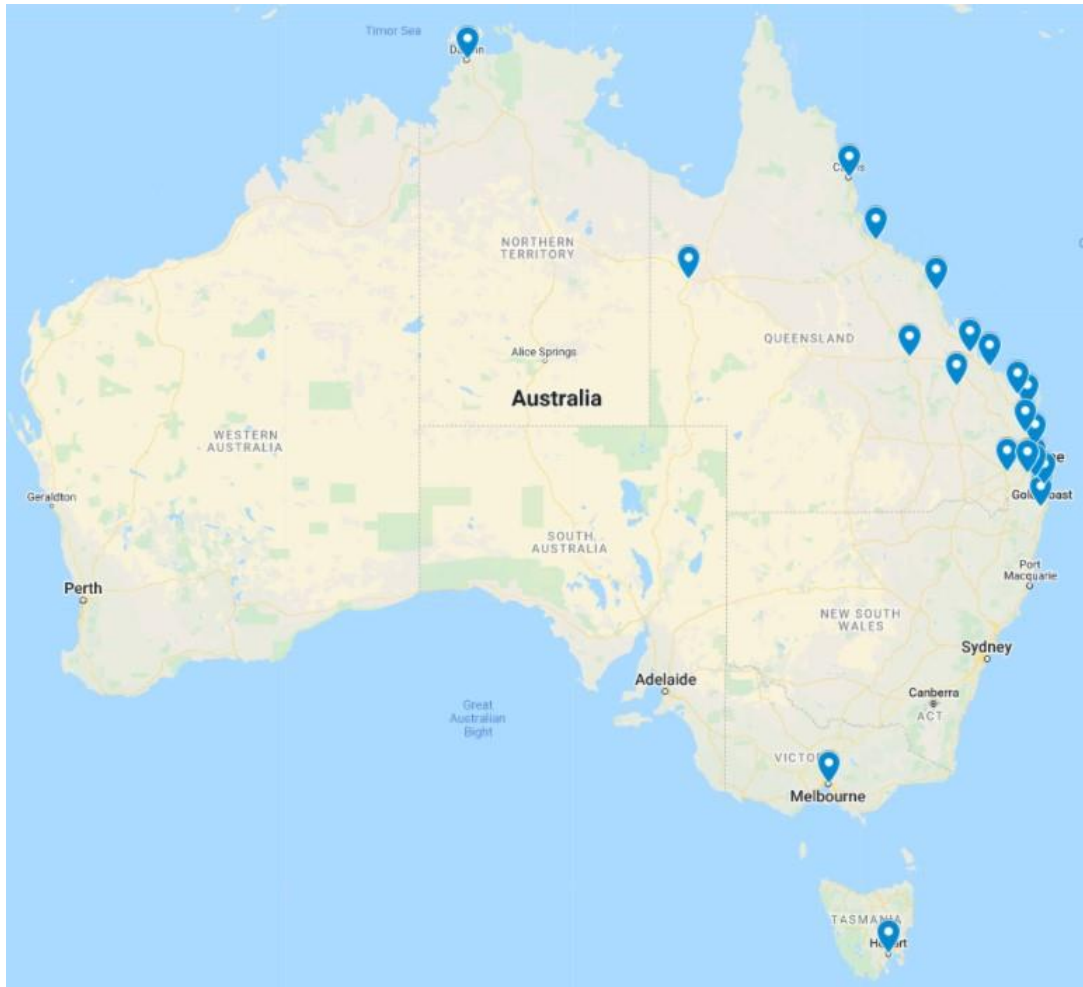 Timor Sea
NORTHERN
TERRITORY
QUEENSLAND
Alice Springs
Australia
WESTERN
AUSTRALIA
Geraldton
SOUTH
AUSTRALIA
Port
Macquarie
Perth
NEW SOUTH
WALES
Sydney
Adelaide
Canberra
ACT
Great
Australian
Bight
Melbourne
TASMANIA